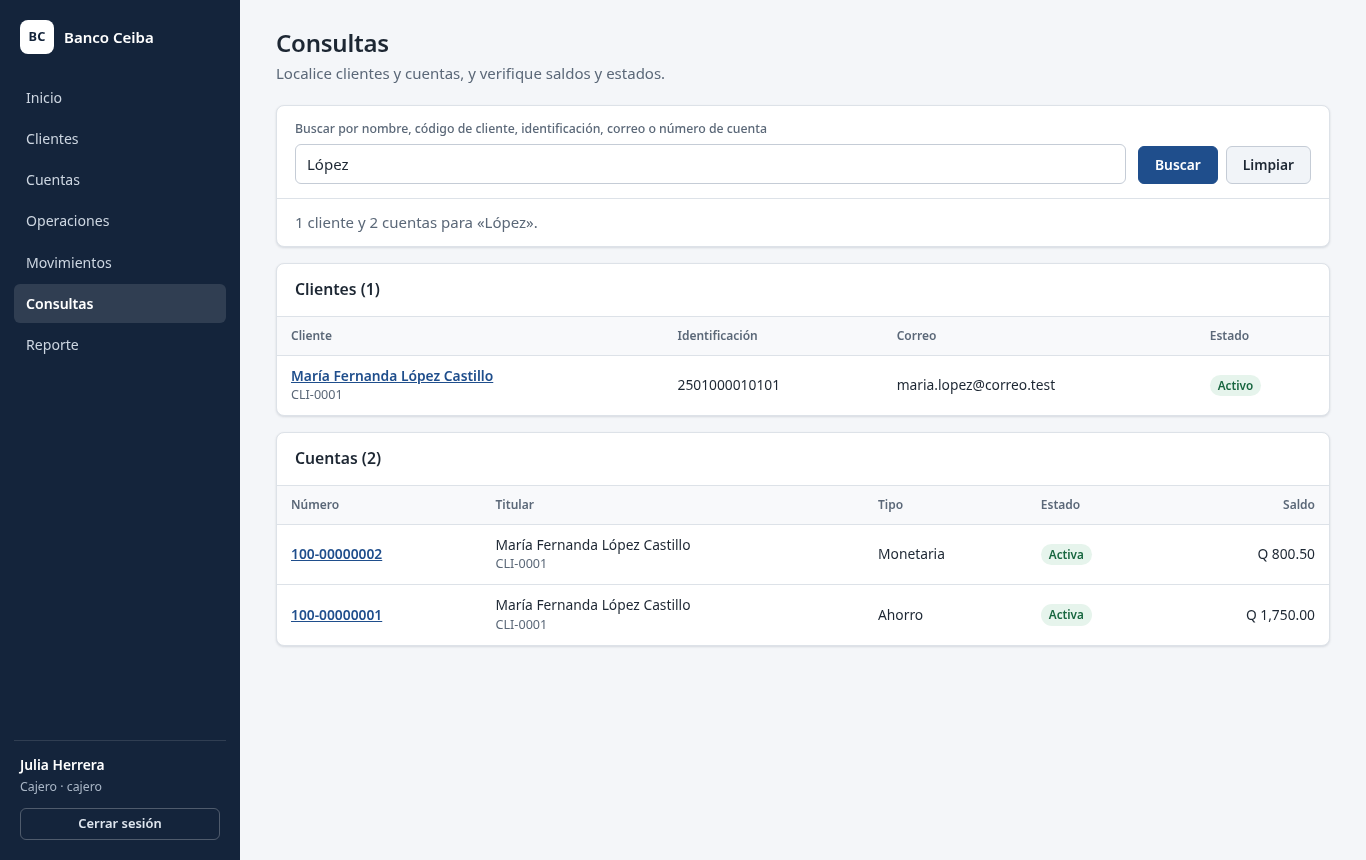 BC Banco Ceiba
Inicio
Clientes
Cuentas
Operaciones
Movimientos
Consultas
Reporte
Julia Herrera
Cajero · cajero
Cerrar sesión
Consultas
Localice clientes y cuentas, y verifique saldos y estados.
Buscar por nombre, código de cliente, identificación, correo o número de cuenta
López Buscar Limpiar
1 cliente y 2 cuentas para «López».
Clientes (1)
Cliente Identificación Correo Estado
María Fernanda López Castillo 2501000010101 maria.lopez@correo.test Activo
CLI-0001
Cuentas (2)
Número Titular Tipo Estado Saldo
100-00000002 María Fernanda López Castillo Monetaria Activa Q 800.50
CLI-0001
100-00000001 María Fernanda López Castillo Ahorro Activa Q 1,750.00
CLI-0001